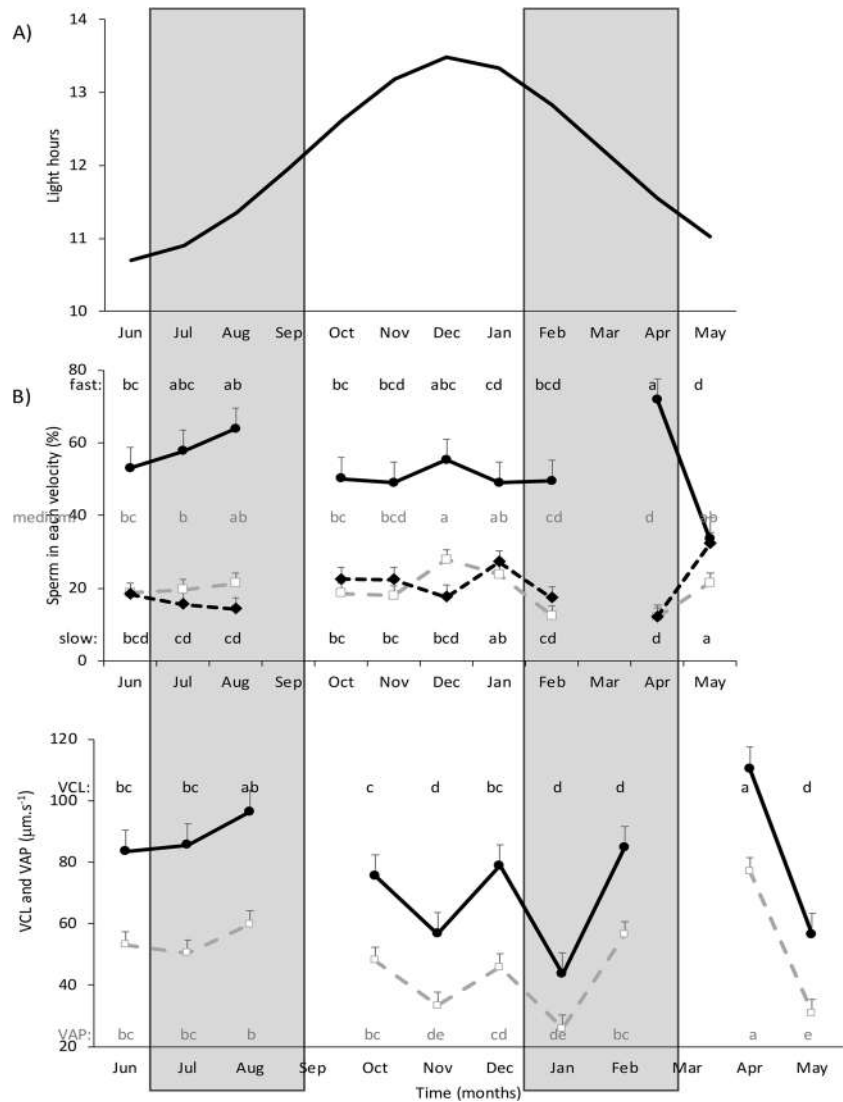 A)
14
13
12
11
10
Light hours
Jun Jul Aug Sep Oct Nov Dec Jan Feb Mar Apr May
B)
80
60
40
20
0
Sperm in each velocity (%)
fast: bc abc ab bc bcd abc cd bcd a d
medium: bc b ab bc bcd a ab cd d ab
slow: bcd cd cd bc bc bcd ab cd d a
Jun Jul Aug Sep Oct Nov Dec Jan Feb Mar Apr May
120
100
80
60
40
20
VCL and VAP (μm.s⁻¹)
VCL: bc bc ab c d bc d d a d
VAP: bc bc b bc de cd de bc a e
Jun Jul Aug Sep Oct Nov Dec Jan Feb Mar Apr May
Time (months)